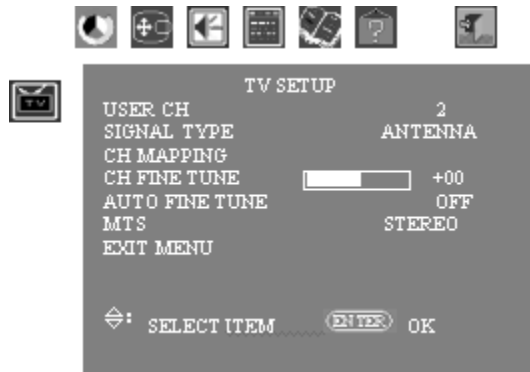 ?
TV
TV SETUP
USER CH 2
SIGNAL TYPE ANTENNA
CH MAPPING
CH FINE TUNE +00
AUTO FINE TUNE OFF
MTS STEREO
EXIT MENU
: SELECT ITEM ENTER OK